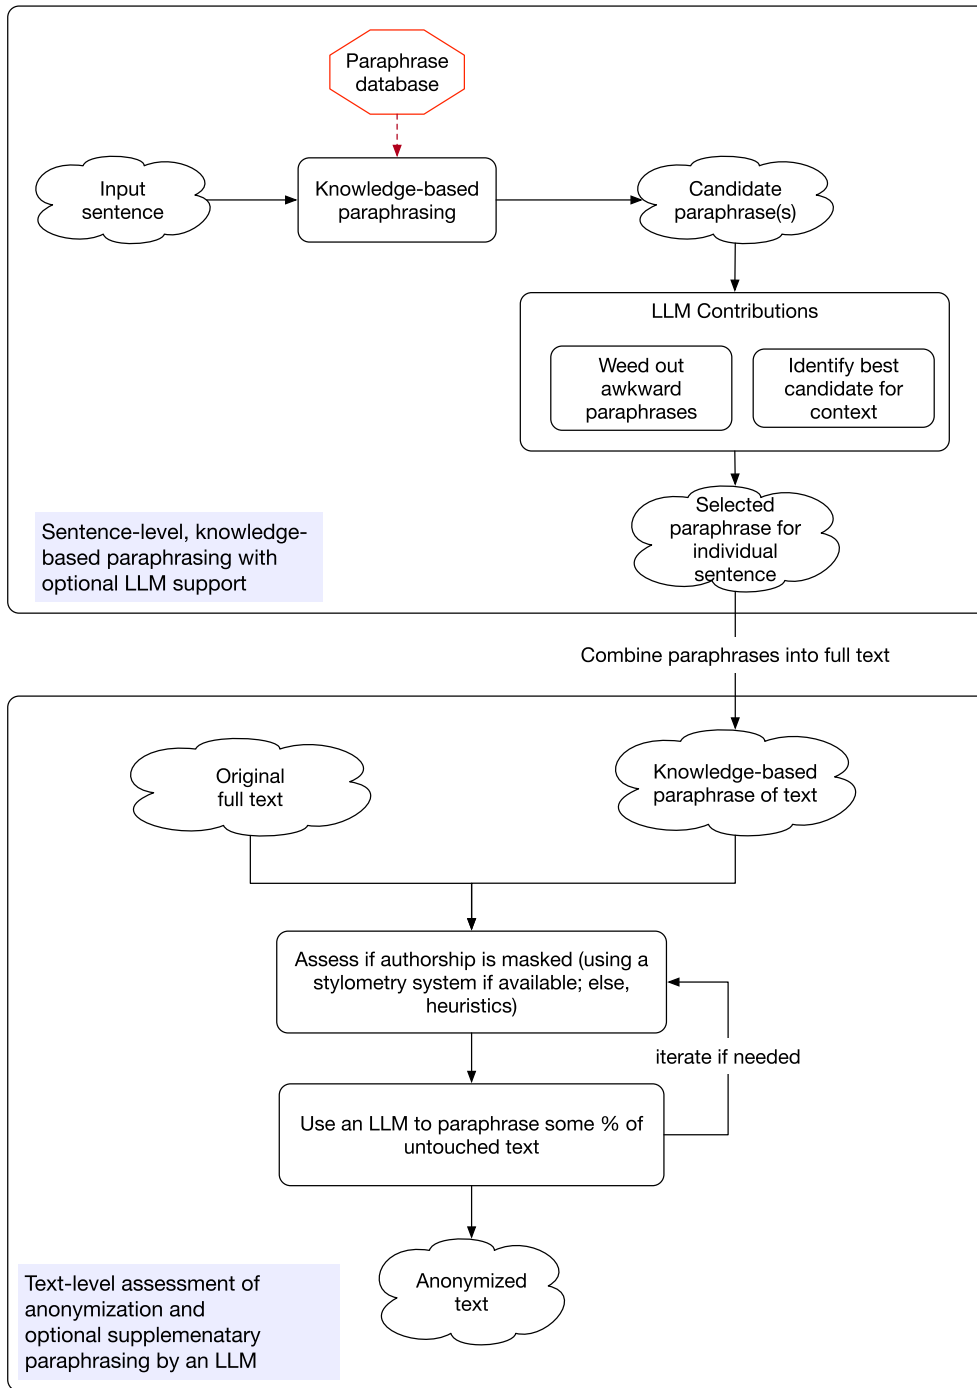 Paraphrase
database
Input
sentence
Knowledge-based
paraphrasing
Candidate
paraphrase(s)
LLM Contributions
Weed out
awkward
paraphrases
Identify best
candidate for
context
Selected
paraphrase for
individual
sentence
Sentence-level, knowledge-
based paraphrasing with
optional LLM support
Combine paraphrases into full text
Original
full text
Knowledge-based
paraphrase of text
Assess if authorship is masked (using a
stylometry system if available; else,
heuristics)
iterate if needed
Use an LLM to paraphrase some % of
untouched text
Anonymized
text
Text-level assessment of
anonymization and
optional supplemenatary
paraphrasing by an LLM